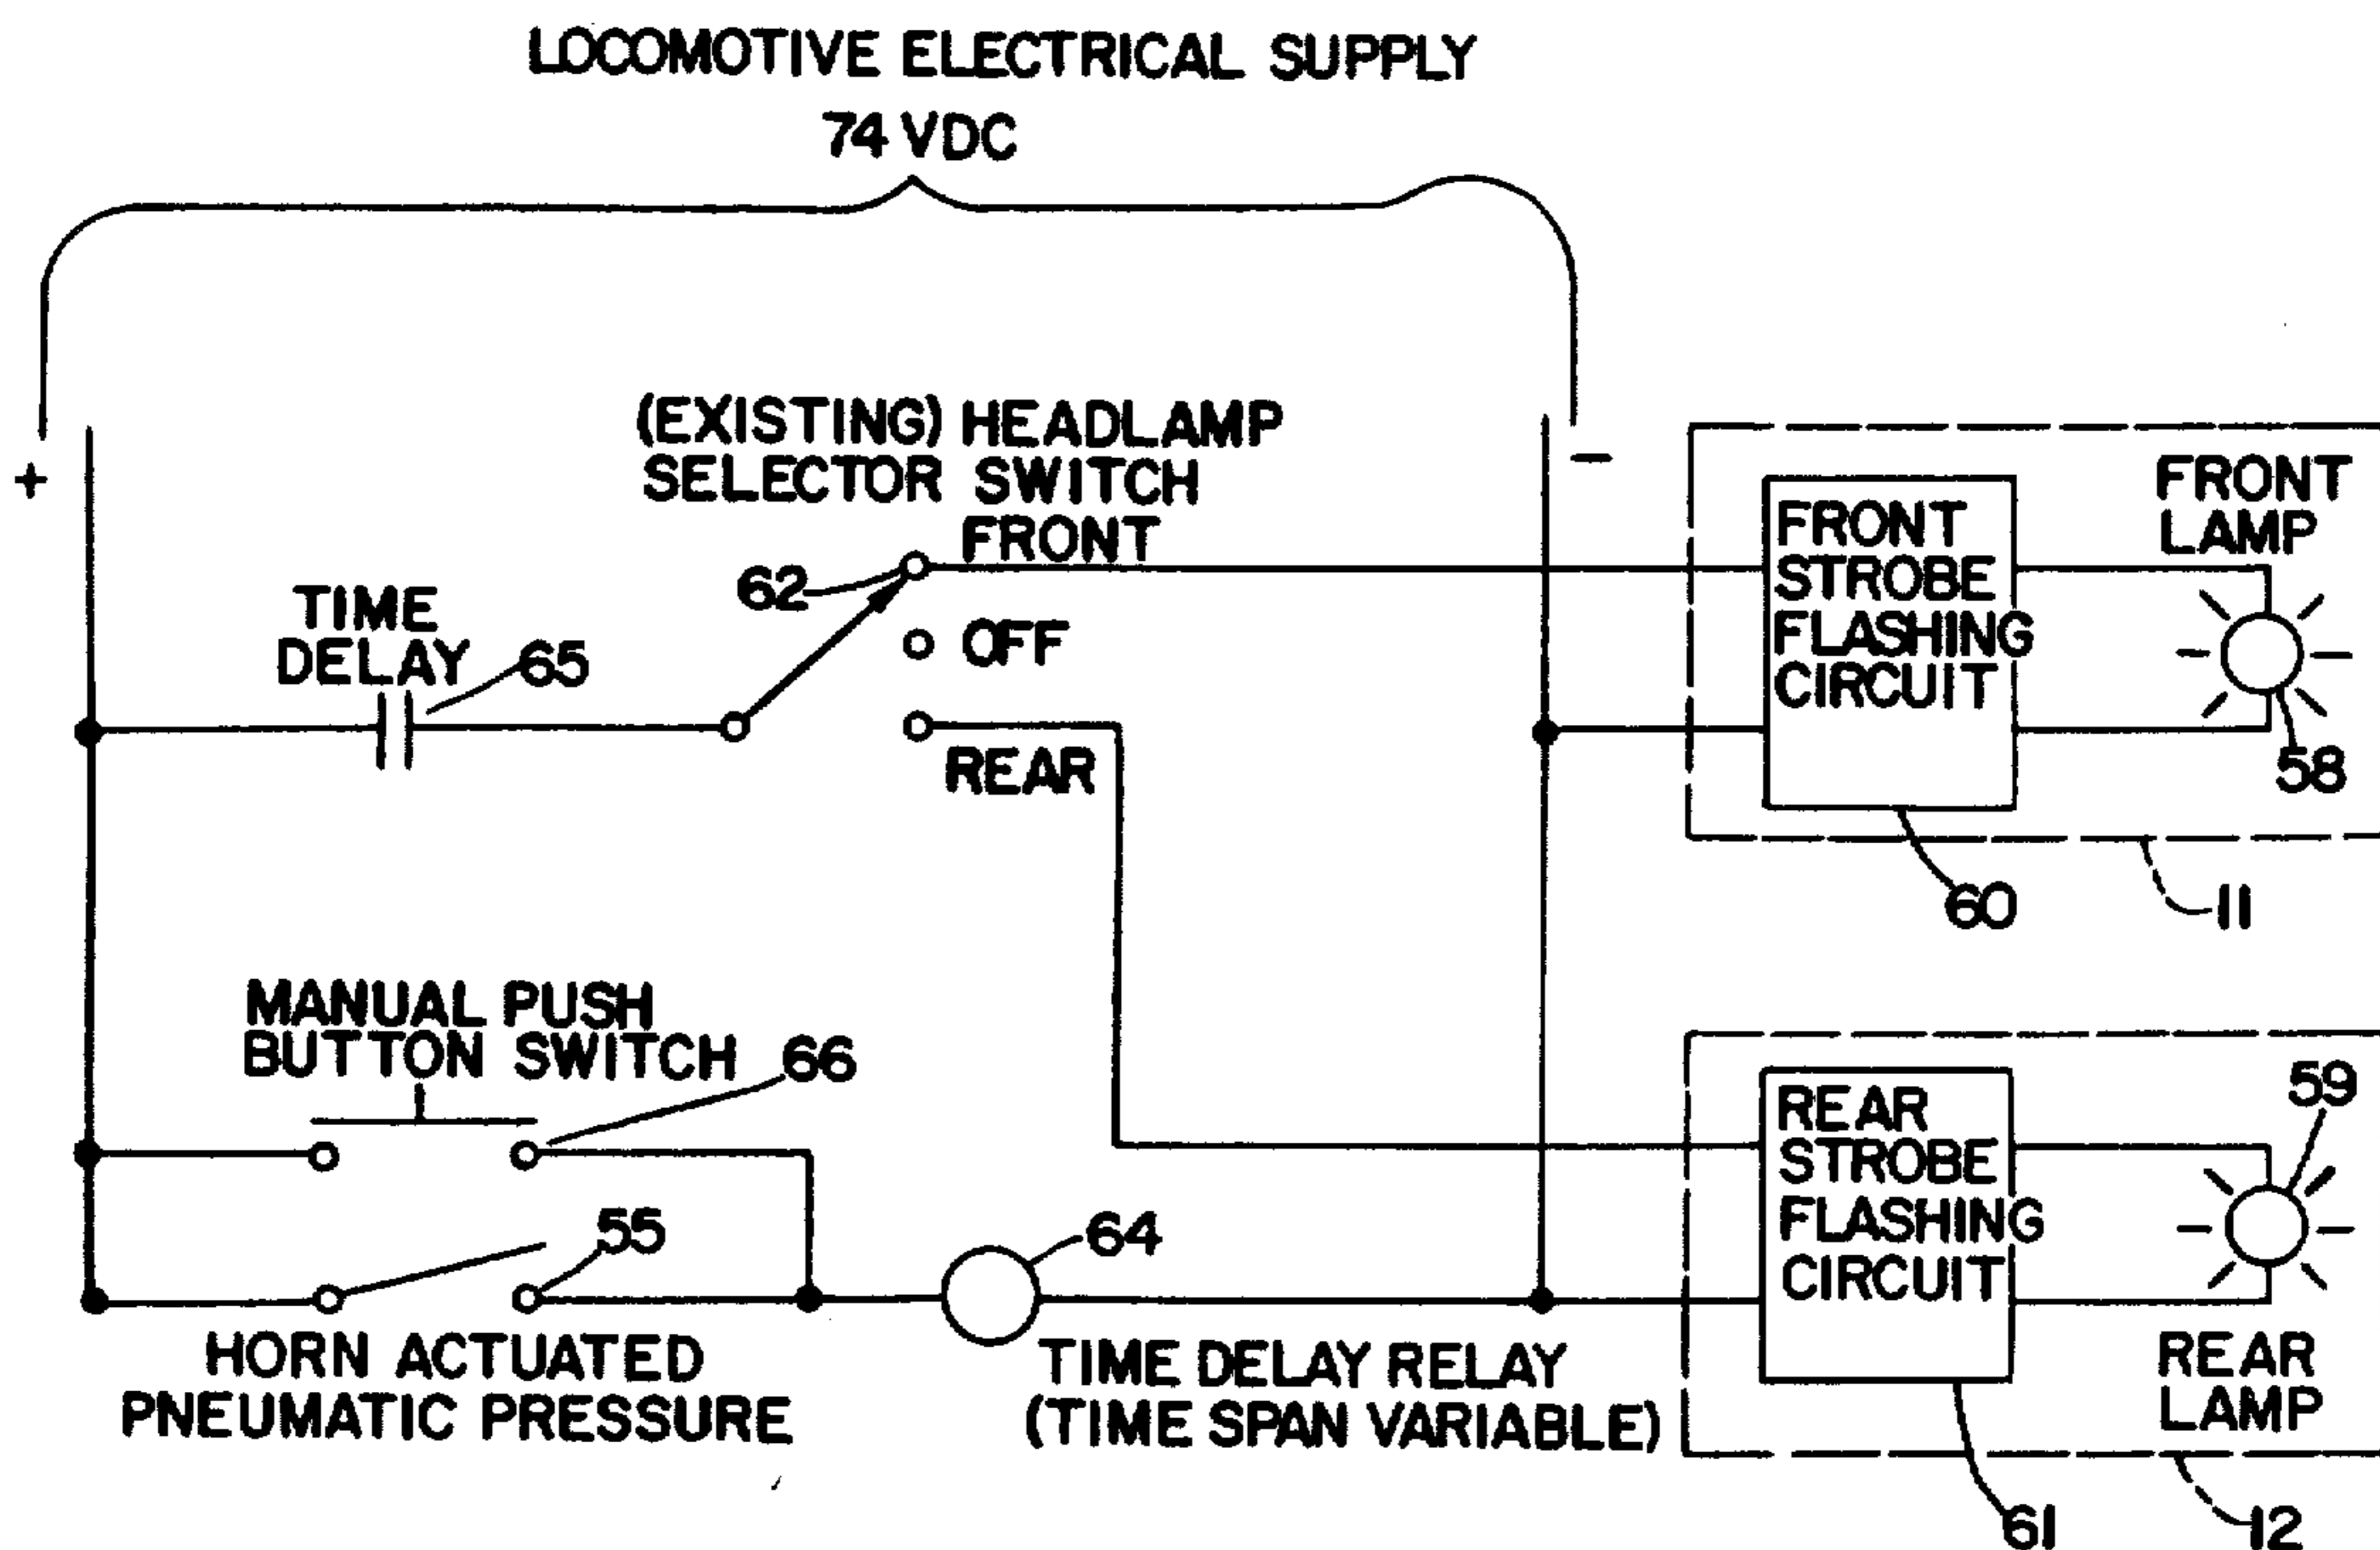 LOCOMOTIVE ELECTRICAL SUPPLY
74 VDC
+
−
(EXISTING) HEADLAMP
SELECTOR SWITCH
FRONT
62
OFF
REAR
TIME
DELAY
65
FRONT
STROBE
FLASHING
CIRCUIT
FRONT
LAMP
58
60
11
MANUAL PUSH
BUTTON SWITCH
66
55
HORN ACTUATED
PNEUMATIC PRESSURE
64
TIME DELAY RELAY
(TIME SPAN VARIABLE)
REAR
STROBE
FLASHING
CIRCUIT
59
REAR
LAMP
61
12